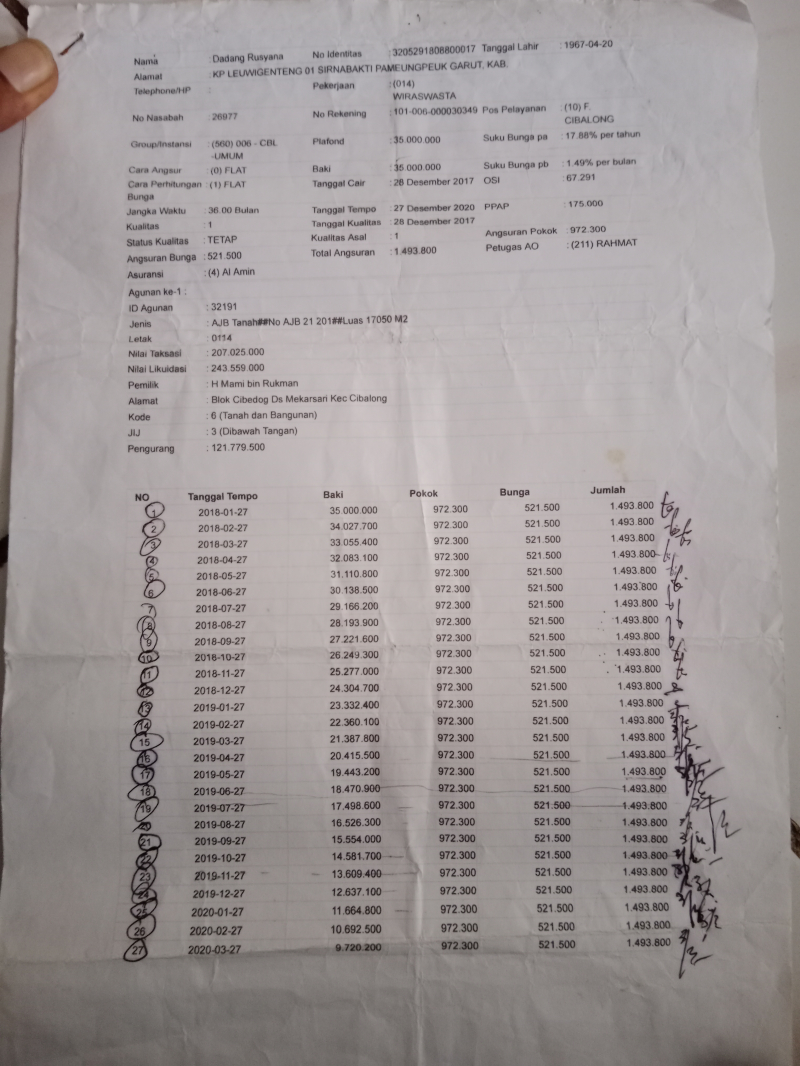 Nama : Dadang Rusyana No Identitas : 3205291808800017 Tanggal Lahir : 1967-04-20
Alamat : KP LEUWIGENTENG 01 SIRNABAKTI PAMEUNGPEUK GARUT, KAB.
Telephone/HP : Pekerjaan : (014)
WIRASWASTA
No Nasabah : 26977 No Rekening : 101-006-000030349 Pos Pelayanan : (10) F.
CIBALONG
Group/Instansi : (560) 006 - CBL Plafond : 35.000.000 Suku Bunga pa : 17.88% per tahun
-UMUM
Cara Angsur : (0) FLAT Baki : 35.000.000 Suku Bunga pb : 1.49% per bulan
Cara Perhitungan : (1) FLAT Tanggal Cair : 28 Desember 2017 OSI : 67.291
Bunga
Jangka Waktu : 36.00 Bulan Tanggal Tempo : 27 Desember 2020 PPAP : 175.000
Kualitas : 1 Tanggal Kualitas : 28 Desember 2017
Status Kualitas : TETAP Kualitas Asal : 1 Angsuran Pokok : 972.300
Angsuran Bunga : 521.500 Total Angsuran : 1.493.800 Petugas AO : (211) RAHMAT
Asuransi : (4) Al Amin
Agunan ke-1 :
ID Agunan : 32191
Jenis : AJB Tanah##No AJB 21 201##Luas 17050 M2
Letak : 0114
Nilai Taksasi : 207.025.000
Nilai Likuidasi : 243.559.000
Pemilik : H Mami bin Rukman
Alamat : Blok Cibedog Ds Mekarsari Kec Cibalong
Kode : 6 (Tanah dan Bangunan)
JIJ : 3 (Dibawah Tangan)
Pengurang : 121.779.500
NO Tanggal Tempo Baki Pokok Bunga Jumlah
1 2018-01-27 35.000.000 972.300 521.500 1.493.800
2 2018-02-27 34.027.700 972.300 521.500 1.493.800
3 2018-03-27 33.055.400 972.300 521.500 1.493.800
4 2018-04-27 32.083.100 972.300 521.500 1.493.800
5 2018-05-27 31.110.800 972.300 521.500 1.493.800
6 2018-06-27 30.138.500 972.300 521.500 1.493.800
7 2018-07-27 29.166.200 972.300 521.500 1.493.800
8 2018-08-27 28.193.900 972.300 521.500 1.493.800
9 2018-09-27 27.221.600 972.300 521.500 1.493.800
10 2018-10-27 26.249.300 972.300 521.500 1.493.800
11 2018-11-27 25.277.000 972.300 521.500 1.493.800
12 2018-12-27 24.304.700 972.300 521.500 1.493.800
13 2019-01-27 23.332.400 972.300 521.500 1.493.800
14 2019-02-27 22.360.100 972.300 521.500 1.493.800
15 2019-03-27 21.387.800 972.300 521.500 1.493.800
16 2019-04-27 20.415.500 972.300 521.500 1.493.800
17 2019-05-27 19.443.200 972.300 521.500 1.493.800
18 2019-06-27 18.470.900 972.300 521.500 1.493.800
19 2019-07-27 17.498.600 972.300 521.500 1.493.800
20 2019-08-27 16.526.300 972.300 521.500 1.493.800
21 2019-09-27 15.554.000 972.300 521.500 1.493.800
22 2019-10-27 14.581.700 972.300 521.500 1.493.800
23 2019-11-27 13.609.400 972.300 521.500 1.493.800
24 2019-12-27 12.637.100 972.300 521.500 1.493.800
25 2020-01-27 11.664.800 972.300 521.500 1.493.800
26 2020-02-27 10.692.500 972.300 521.500 1.493.800
27 2020-03-27 9.720.200 972.300 521.500 1.493.800